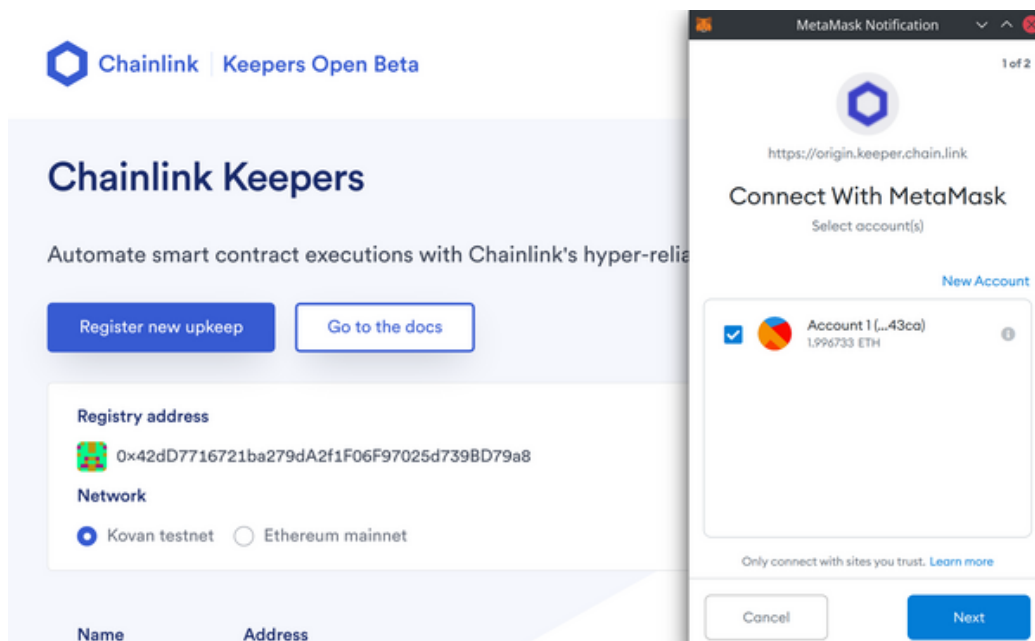 Chainlink | Keepers Open Beta
Chainlink Keepers
Automate smart contract executions with Chainlink's hyper-relia
Register new upkeep
Go to the docs
Registry address
0x42dD7716721ba279dA2f1F06F97025d739BD79a8
Network
Kovan testnet
Ethereum mainnet
Name
Address
MetaMask Notification
1 of 2
https://origin.keeper.chain.link
Connect With MetaMask
Select account(s)
New Account
Account 1 (...43ca)
1.996733 ETH
Only connect with sites you trust. Learn more
Cancel
Next